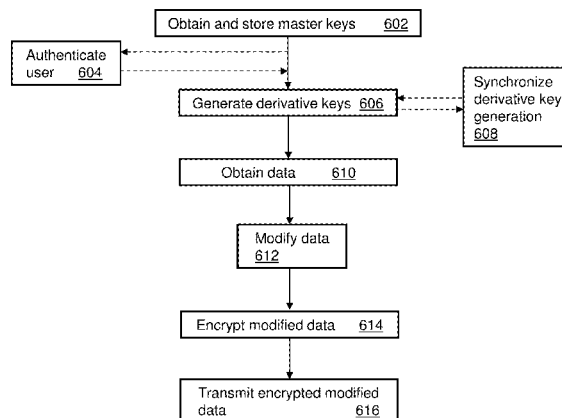 Obtain and store master keys 602
Authenticate
user 604
Generate derivative keys 606
Synchronize
derivative key
generation
608
Obtain data 610
Modify data
612
Encrypt modified data 614
Transmit encrypted modified
data 616